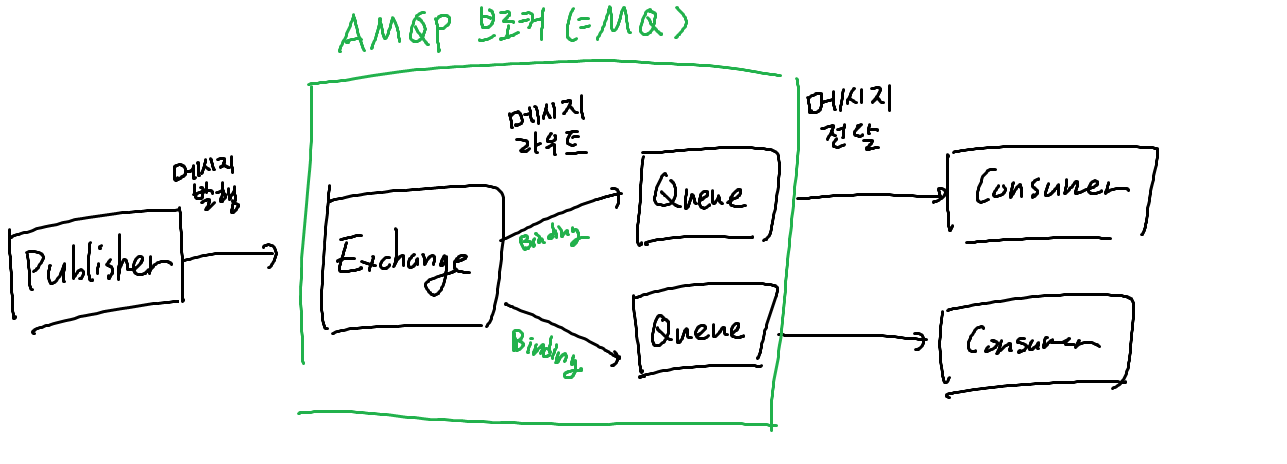 AMQP 브로커 (=MQ)
메시지
발행
Publisher
Exchange
메시지
라우트
Binding
Binding
Queue
Queue
메시지
전달
Consumer
Consumer